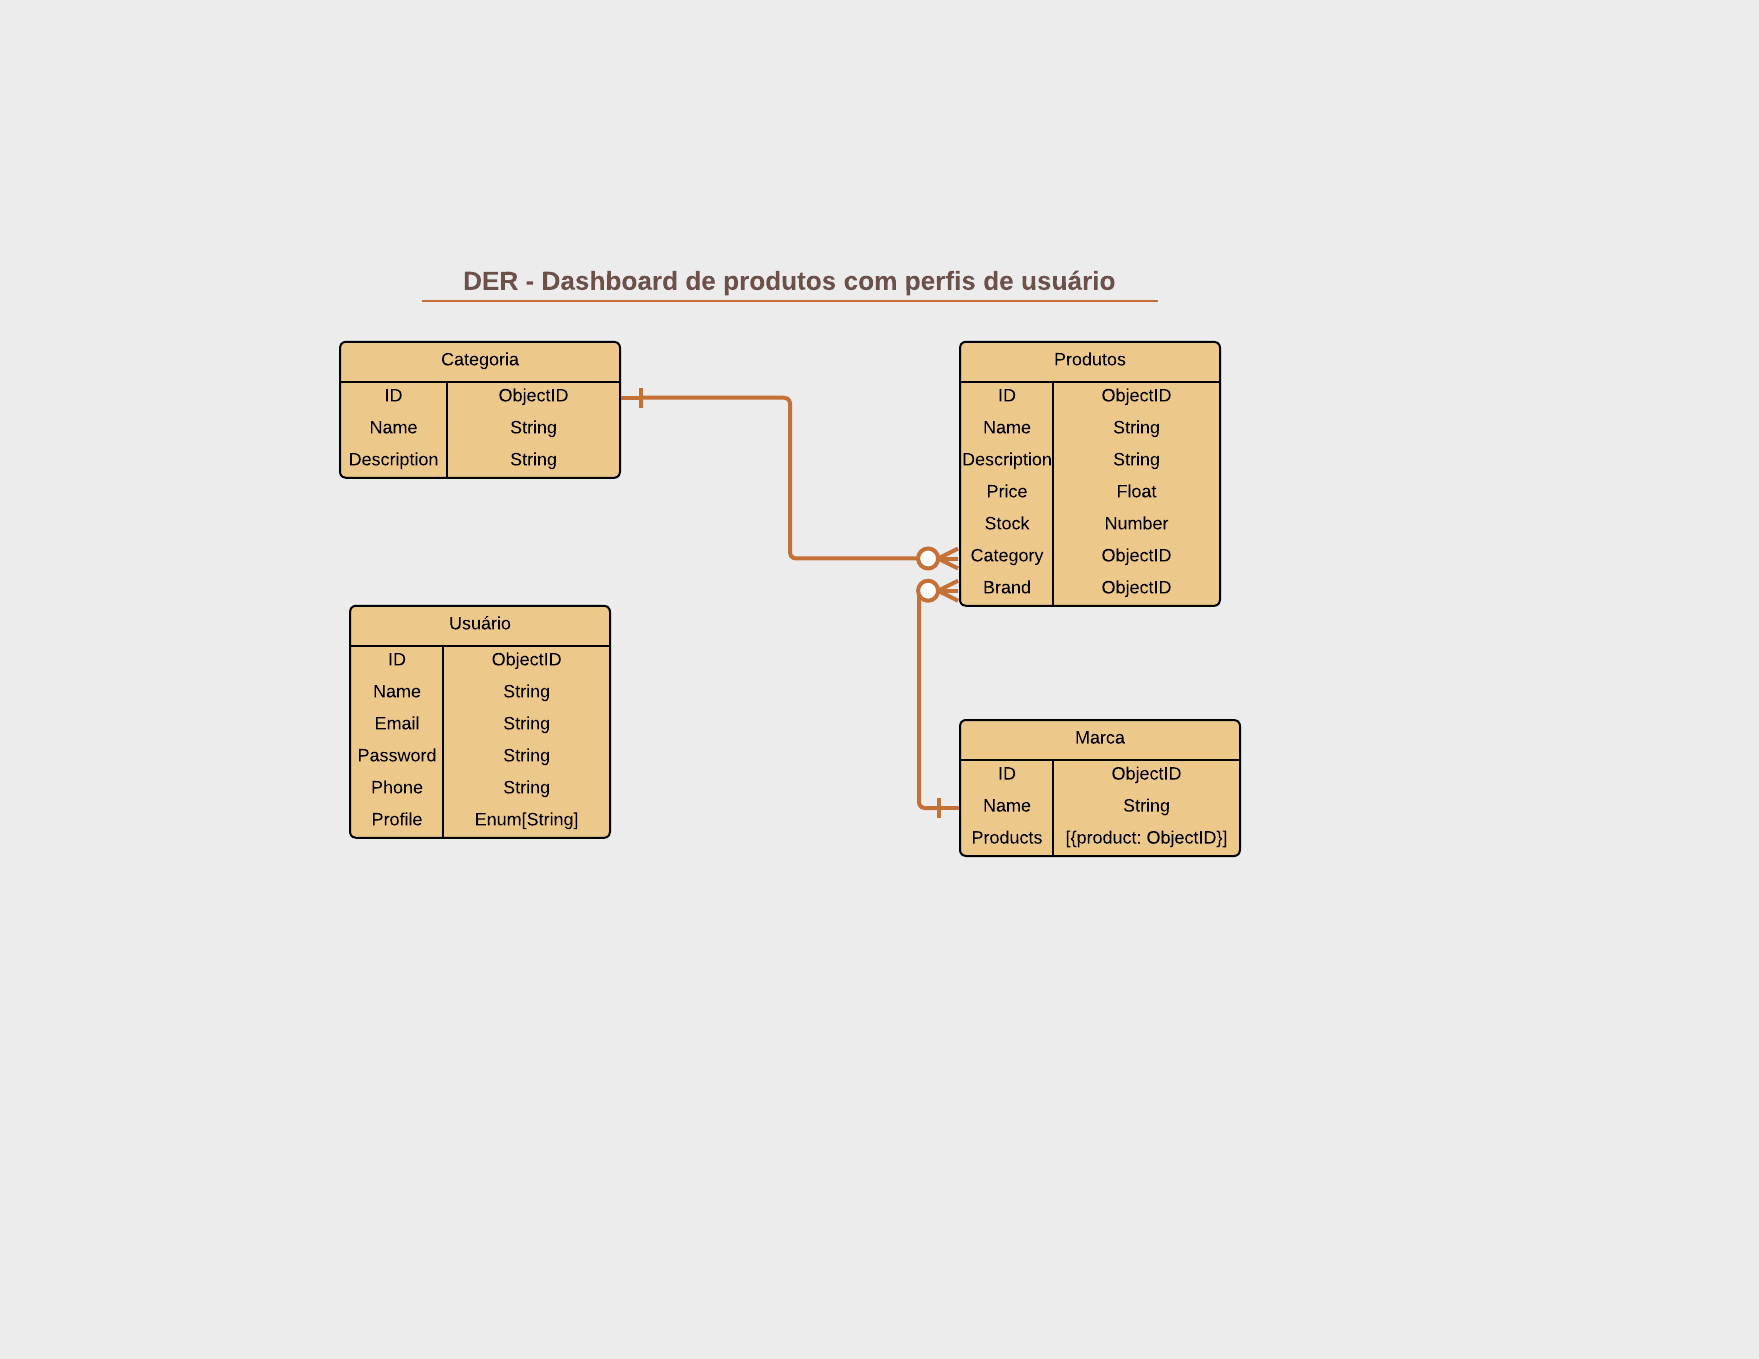 DER - Dashboard de produtos com perfis de usuário
Categoria
ID ObjectID
Name String
Description String
Produtos
ID ObjectID
Name String
Description String
Price Float
Stock Number
Category ObjectID
Brand ObjectID
Usuário
ID ObjectID
Name String
Email String
Password String
Phone String
Profile Enum[String]
Marca
ID ObjectID
Name String
Products [{product: ObjectID}]